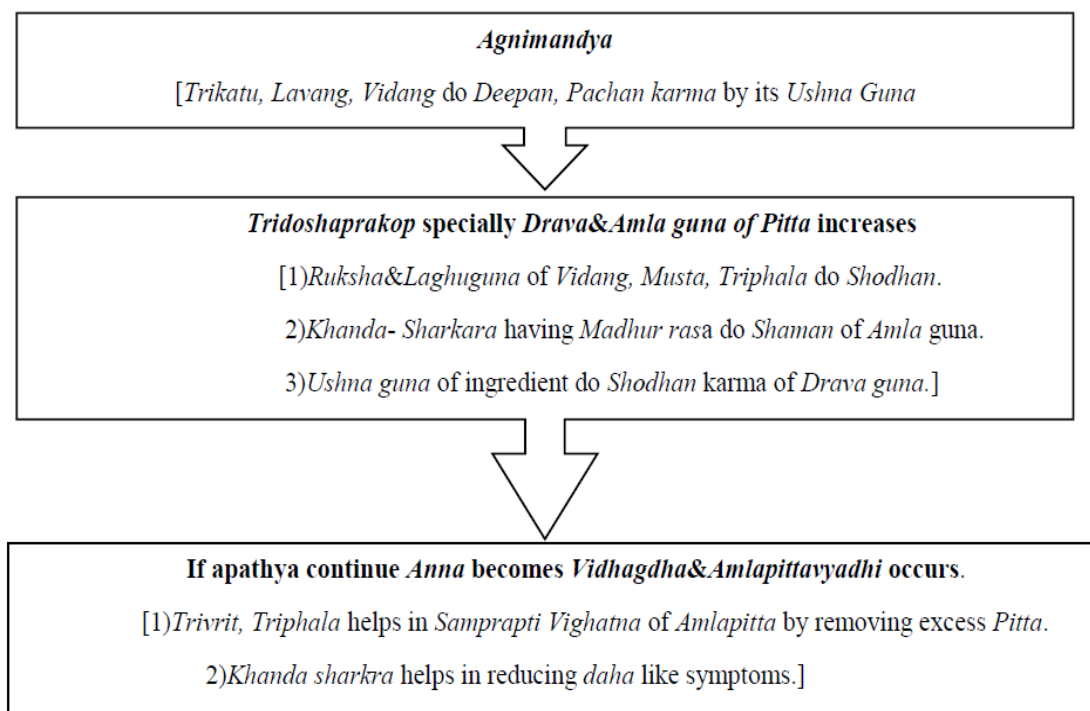 Agnimandya
[Trikatu, Lavang, Vidang do Deepan, Pachan karma by its Ushna Guna
Tridoshaprakop specially Drava&Amla guna of Pitta increases
[1)Ruksha&Laghuguna of Vidang, Musta, Triphala do Shodhan.
2)Khanda- Sharkara having Madhur rasa do Shaman of Amla guna.
3)Ushna guna of ingredient do Shodhan karma of Drava guna.]
If apathya continue Anna becomes Vidhagdha&Amlapittavyadhi occurs.
[1)Trivrit, Triphala helps in Samprapti Vighatna of Amlapitta by removing excess Pitta.
2)Khanda sharkra helps in reducing daha like symptoms.]